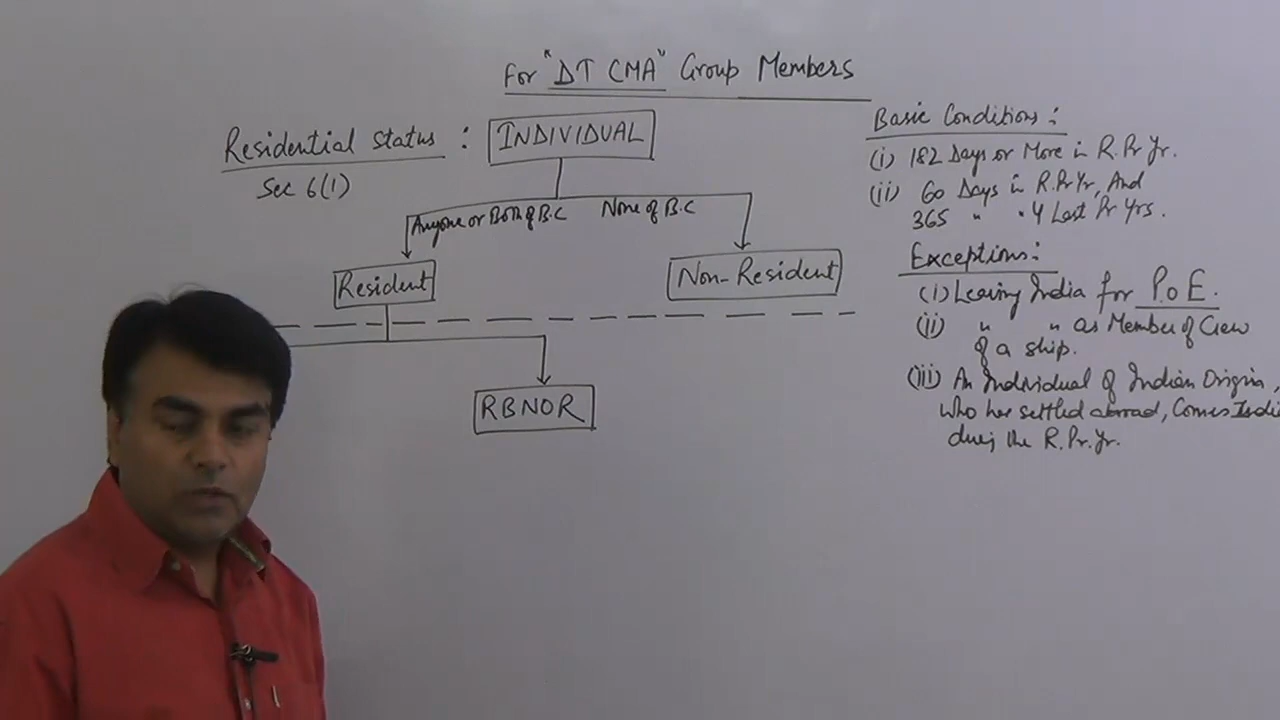 For "DT CMA" Group Members
Residential Status :
Sec 6(1)
INDIVIDUAL
Anyone or Both of B.C
None of B.C
Resident
Non-Resident
RBNOR
Basic Conditions :
(i) 182 Days or More in R.Pr Yr.
(ii) 60 Days in R.Pr Yr, And
365 " " 4 Last Pr Yrs.
Exceptions :
(i) Leaving India for P.o E.
(ii) " " as Member of Crew
of a ship.
(iii) An Individual of Indian Origin,
Who has settled abroad, Comes
during the R.Pr.Yr.